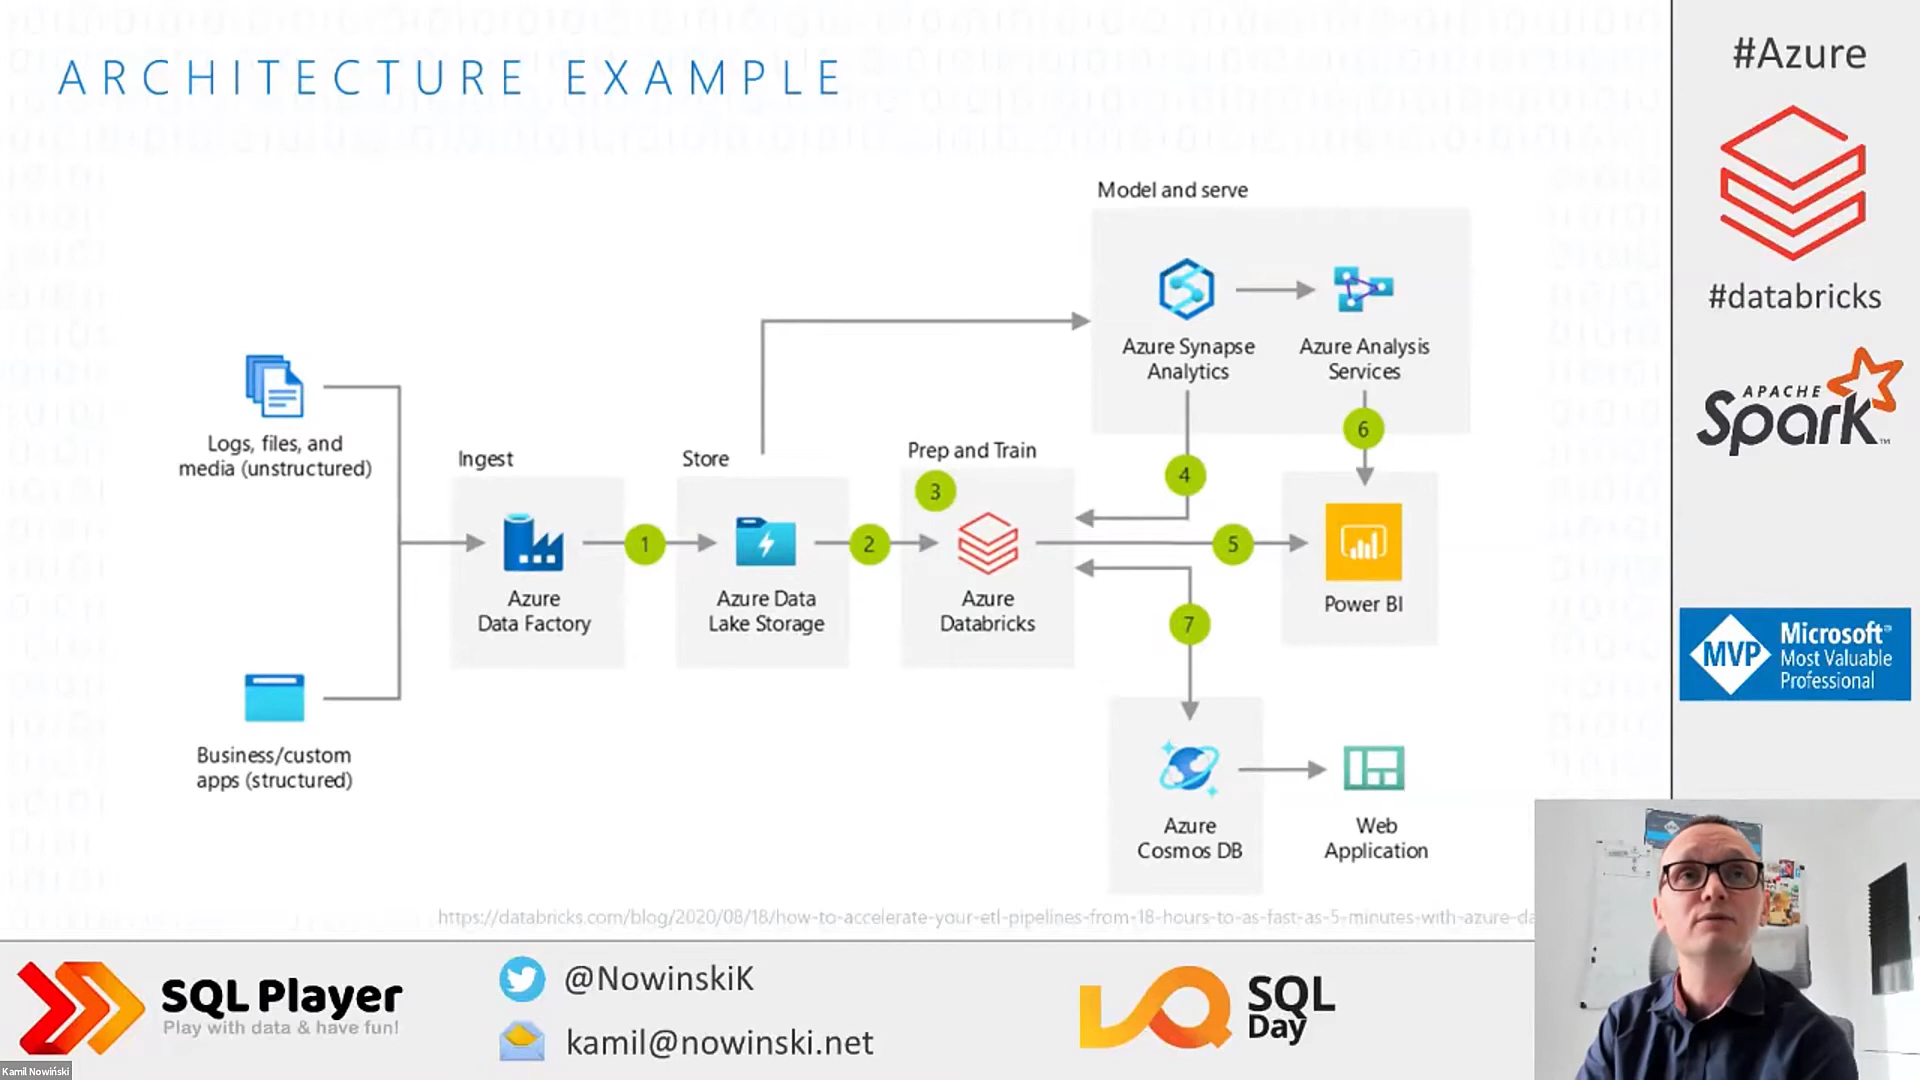 ARCHITECTURE EXAMPLE
#Azure
#databricks
APACHE
Spark™
MVP
Microsoft®
Most Valuable
Professional
Model and serve
Azure Synapse
Analytics
Azure Analysis
Services
Logs, files, and
media (unstructured)
Ingest
Store
Prep and Train
1
2
3
4
5
6
7
Azure
Data Factory
Azure Data
Lake Storage
Azure
Databricks
Power BI
Business/custom
apps (structured)
Azure
Cosmos DB
Web
Application
https://databricks.com/blog/2020/08/18/how-to-accelerate-your-etl-pipelines-from-18-hours-to-as-fast-as-5-minutes-with-azure-da
SQL Player
Play with data & have fun!
@NowinskiK
kamil@nowinski.net
SQL
Day
Kamil Nowiński